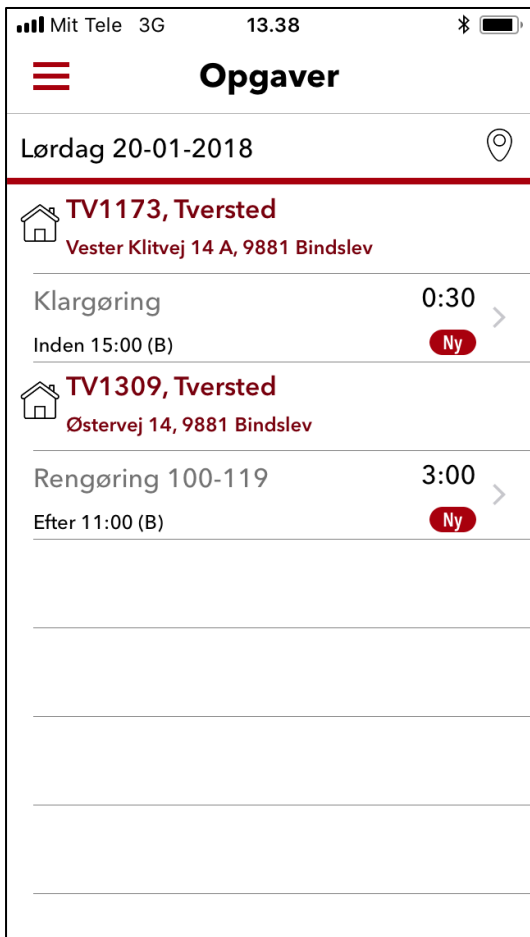 Mit Tele 3G 13.38
Opgaver
Lørdag 20-01-2018
TV1173, Tversted
Vester Klitvej 14 A, 9881 Bindslev
Klargøring 0:30
Inden 15:00 (B) Ny
TV1309, Tversted
Østervej 14, 9881 Bindslev
Rengøring 100-119 3:00
Efter 11:00 (B) Ny